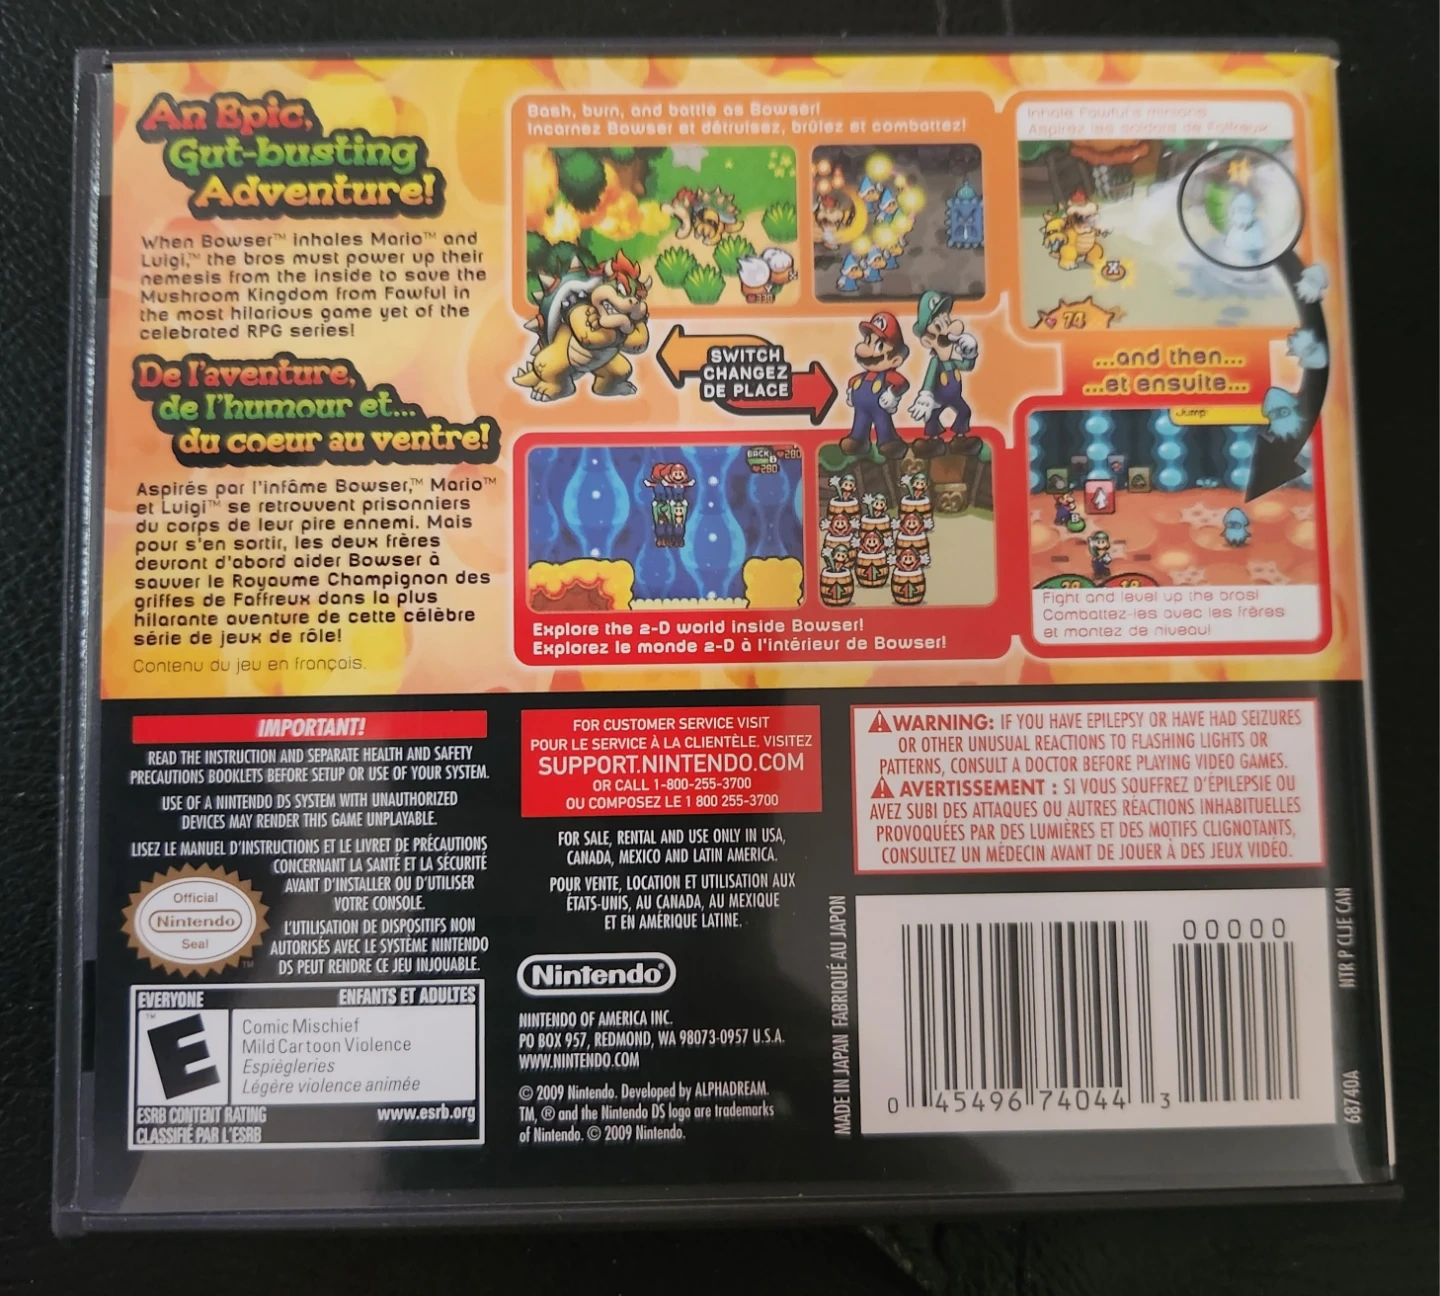 An Epic,
Gut-busting
Adventure!
When Bowser™ inhales Mario™ and
Luigi,™ the bros must power up their
nemesis from the inside to save the
Mushroom Kingdom from Fawful in
the most hilarious game yet of the
celebrated RPG series!
De l'aventure,
de l'humour et...
du coeur au ventre!
Aspirés par l'infâme Bowser,™ Mario™
et Luigi™ se retrouvent prisonniers
du corps de leur pire ennemi. Mais
pour s'en sortir, les deux frères
devront d'abord aider Bowser à
sauver le Royaume Champignon des
griffes de Faffreux dans la plus
hilarante aventure de cette célèbre
série de jeux de rôle!
Contenu du jeu en français.
Bash, burn, and battle as Bowser!
Incarnez Bowser et détruisez, brûlez et combattez!
330
SWITCH
CHANGEZ
DE PLACE
BACK: B 280
280
Explore the 2-D world inside Bowser!
Explorez le monde 2-D à l'intérieur de Bowser!
Inhale Fawful's minions
Aspirez les soldats de Faffreux
X
74
...and then...
...et ensuite...
Jump
B
Fight and level up the bros!
Combattez-les avec les frères
et montez de niveau!
IMPORTANT!
READ THE INSTRUCTION AND SEPARATE HEALTH AND SAFETY
PRECAUTIONS BOOKLETS BEFORE SETUP OR USE OF YOUR SYSTEM.
USE OF A NINTENDO DS SYSTEM WITH UNAUTHORIZED
DEVICES MAY RENDER THIS GAME UNPLAYABLE.
LISEZ LE MANUEL D'INSTRUCTIONS ET LE LIVRET DE PRÉCAUTIONS
CONCERNANT LA SANTÉ ET LA SÉCURITÉ
AVANT D'INSTALLER OU D'UTILISER
VOTRE CONSOLE.
L'UTILISATION DE DISPOSITIFS NON
AUTORISÉS AVEC LE SYSTÈME NINTENDO
DS PEUT RENDRE CE JEU INJOUABLE.
Official
Nintendo
Seal
™
EVERYONE ENFANTS ET ADULTES
™
E
Comic Mischief
Mild Cartoon Violence
Espiègleries
Légère violence animée
ESRB CONTENT RATING www.esrb.org
CLASSIFIÉ PAR L'ESRB
FOR CUSTOMER SERVICE VISIT
POUR LE SERVICE À LA CLIENTÈLE, VISITEZ
SUPPORT.NINTENDO.COM
OR CALL 1-800-255-3700
OU COMPOSEZ LE 1 800 255-3700
FOR SALE, RENTAL AND USE ONLY IN USA,
CANADA, MEXICO AND LATIN AMERICA.
POUR VENTE, LOCATION ET UTILISATION AUX
ÉTATS-UNIS, AU CANADA, AU MEXIQUE
ET EN AMÉRIQUE LATINE.
Nintendo®
NINTENDO OF AMERICA INC.
PO BOX 957, REDMOND, WA 98073-0957 U.S.A.
WWW.NINTENDO.COM
© 2009 Nintendo. Developed by ALPHADREAM.
TM, ® and the Nintendo DS logo are trademarks
of Nintendo. © 2009 Nintendo.
⚠WARNING: IF YOU HAVE EPILEPSY OR HAVE HAD SEIZURES
OR OTHER UNUSUAL REACTIONS TO FLASHING LIGHTS OR
PATTERNS, CONSULT A DOCTOR BEFORE PLAYING VIDEO GAMES.
⚠ AVERTISSEMENT : SI VOUS SOUFFREZ D'ÉPILEPSIE OU
AVEZ SUBI DES ATTAQUES OU AUTRES RÉACTIONS INHABITUELLES
PROVOQUÉES PAR DES LUMIÈRES ET DES MOTIFS CLIGNOTANTS,
CONSULTEZ UN MÉDECIN AVANT DE JOUER À DES JEUX VIDÉO.
MADE IN JAPAN FABRIQUÉ AU JAPON
00000
0 45496 74044 3
NTR P CLJE CAN
68740A